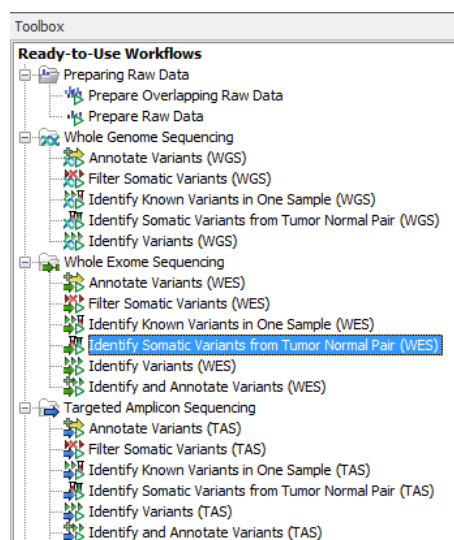 Toolbox
Ready-to-Use Workflows
Preparing Raw Data
Prepare Overlapping Raw Data
Prepare Raw Data
Whole Genome Sequencing
Annotate Variants (WGS)
Filter Somatic Variants (WGS)
Identify Known Variants in One Sample (WGS)
Identify Somatic Variants from Tumor Normal Pair (WGS)
Identify Variants (WGS)
Whole Exome Sequencing
Annotate Variants (WES)
Filter Somatic Variants (WES)
Identify Known Variants in One Sample (WES)
Identify Somatic Variants from Tumor Normal Pair (WES)
Identify Variants (WES)
Identify and Annotate Variants (WES)
Targeted Amplicon Sequencing
Annotate Variants (TAS)
Filter Somatic Variants (TAS)
Identify Known Variants in One Sample (TAS)
Identify Somatic Variants from Tumor Normal Pair (TAS)
Identify Variants (TAS)
Identify and Annotate Variants (TAS)